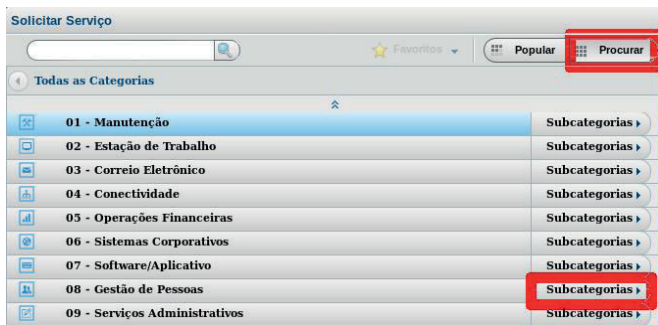 Solicitar Serviço
Favoritos Popular Procurar
Todas as Categorias
01 - Manutenção Subcategorias
02 - Estação de Trabalho Subcategorias
03 - Correio Eletrônico Subcategorias
04 - Conectividade Subcategorias
05 - Operações Financeiras Subcategorias
06 - Sistemas Corporativos Subcategorias
07 - Software/Aplicativo Subcategorias
08 - Gestão de Pessoas Subcategorias
09 - Serviços Administrativos Subcategorias